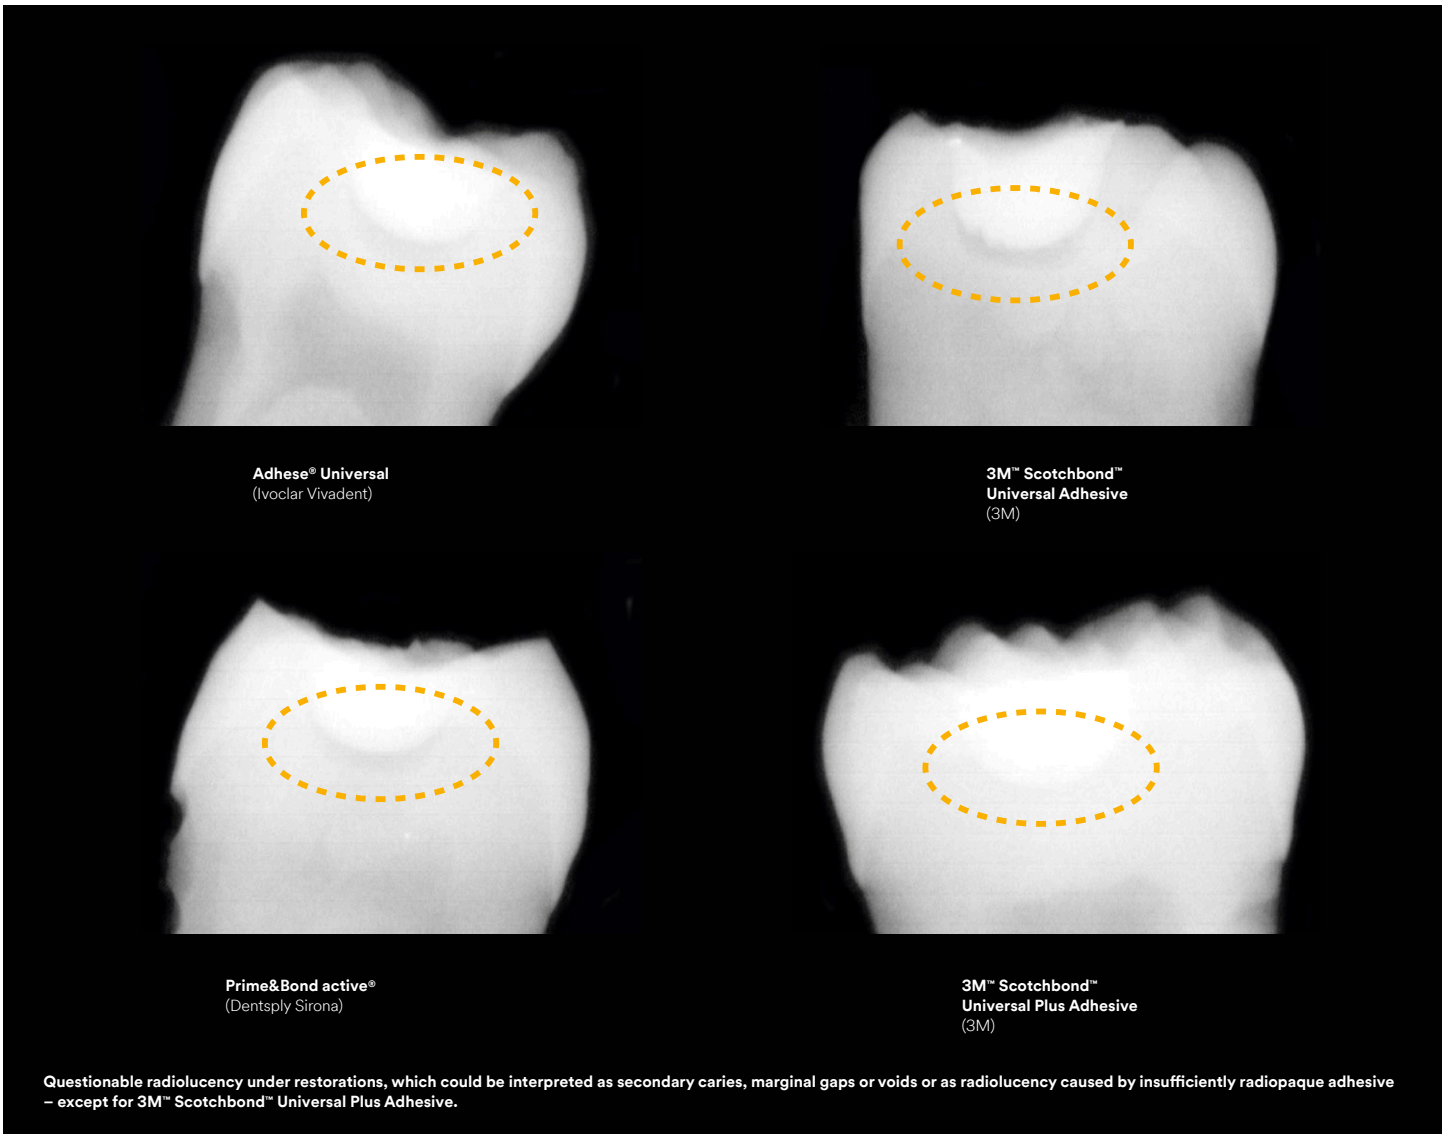 Adhese® Universal
(Ivoclar Vivadent)
3M™ Scotchbond™
Universal Adhesive
(3M)
Prime&Bond active®
(Dentsply Sirona)
3M™ Scotchbond™
Universal Plus Adhesive
(3M)
Questionable radiolucency under restorations, which could be interpreted as secondary caries, marginal gaps or voids or as radiolucency caused by insufficiently radiopaque adhesive
– except for 3M™ Scotchbond™ Universal Plus Adhesive.